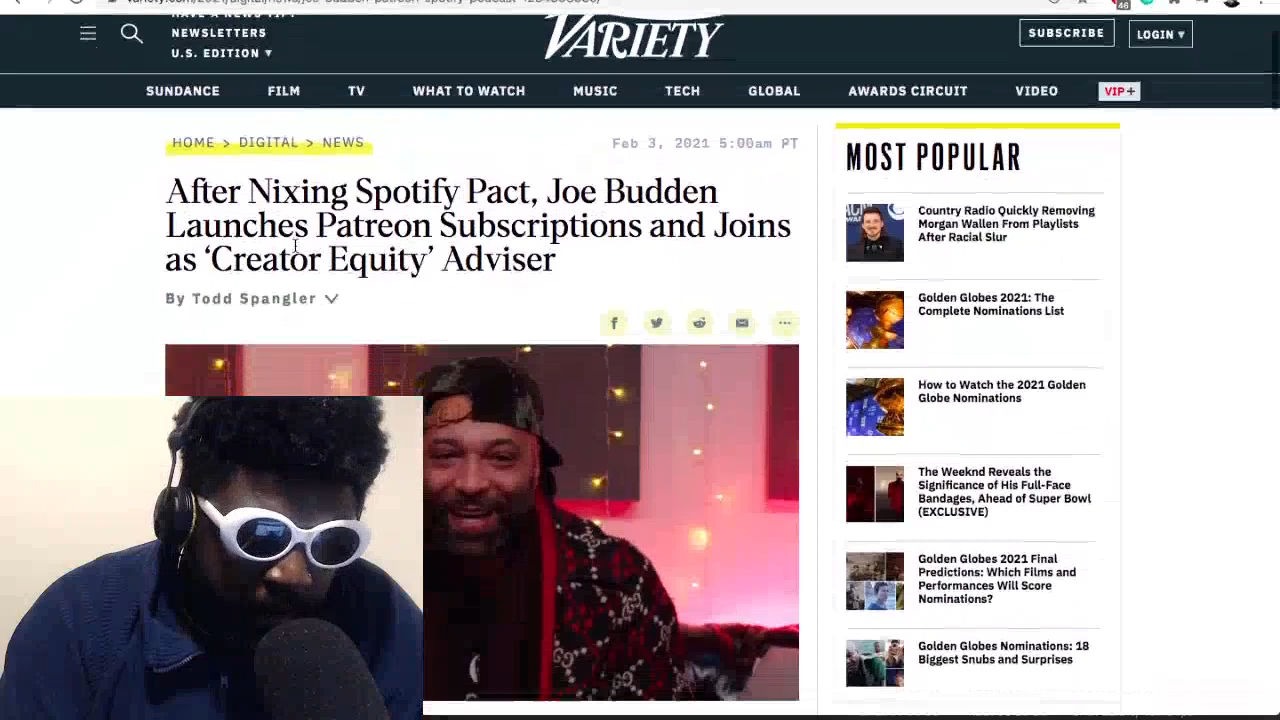 46
NEWSLETTERS
U.S. EDITION ▾
VARIETY
SUBSCRIBE
LOGIN ▾
SUNDANCE FILM TV WHAT TO WATCH MUSIC TECH GLOBAL AWARDS CIRCUIT VIDEO VIP+
HOME > DIGITAL > NEWS
Feb 3, 2021 5:00am PT
After Nixing Spotify Pact, Joe Budden
Launches Patreon Subscriptions and Joins
as ‘Creator Equity’ Adviser
By Todd Spangler
MOST POPULAR
Country Radio Quickly Removing
Morgan Wallen From Playlists
After Racial Slur
Golden Globes 2021: The
Complete Nominations List
How to Watch the 2021 Golden
Globe Nominations
The Weeknd Reveals the
Significance of His Full-Face
Bandages, Ahead of Super Bowl
(EXCLUSIVE)
Golden Globes 2021 Final
Predictions: Which Films and
Performances Will Score
Nominations?
Golden Globes Nominations: 18
Biggest Snubs and Surprises